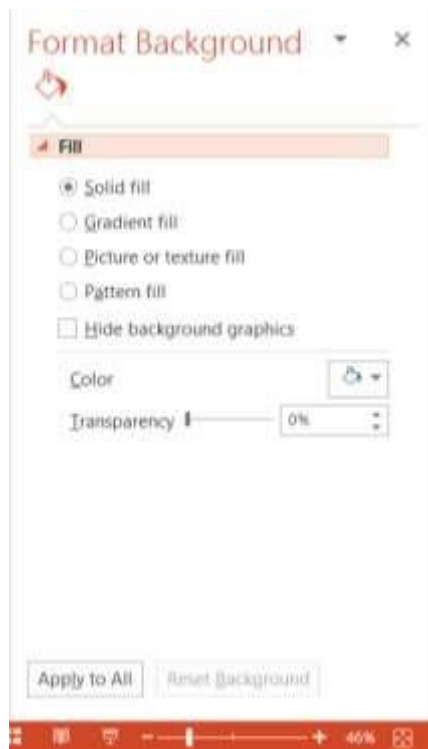 Format Background
Fill
Solid fill
Gradient fill
Picture or texture fill
Pattern fill
Hide background graphics
Color
Transparency 0%
Apply to All Reset Background
46%